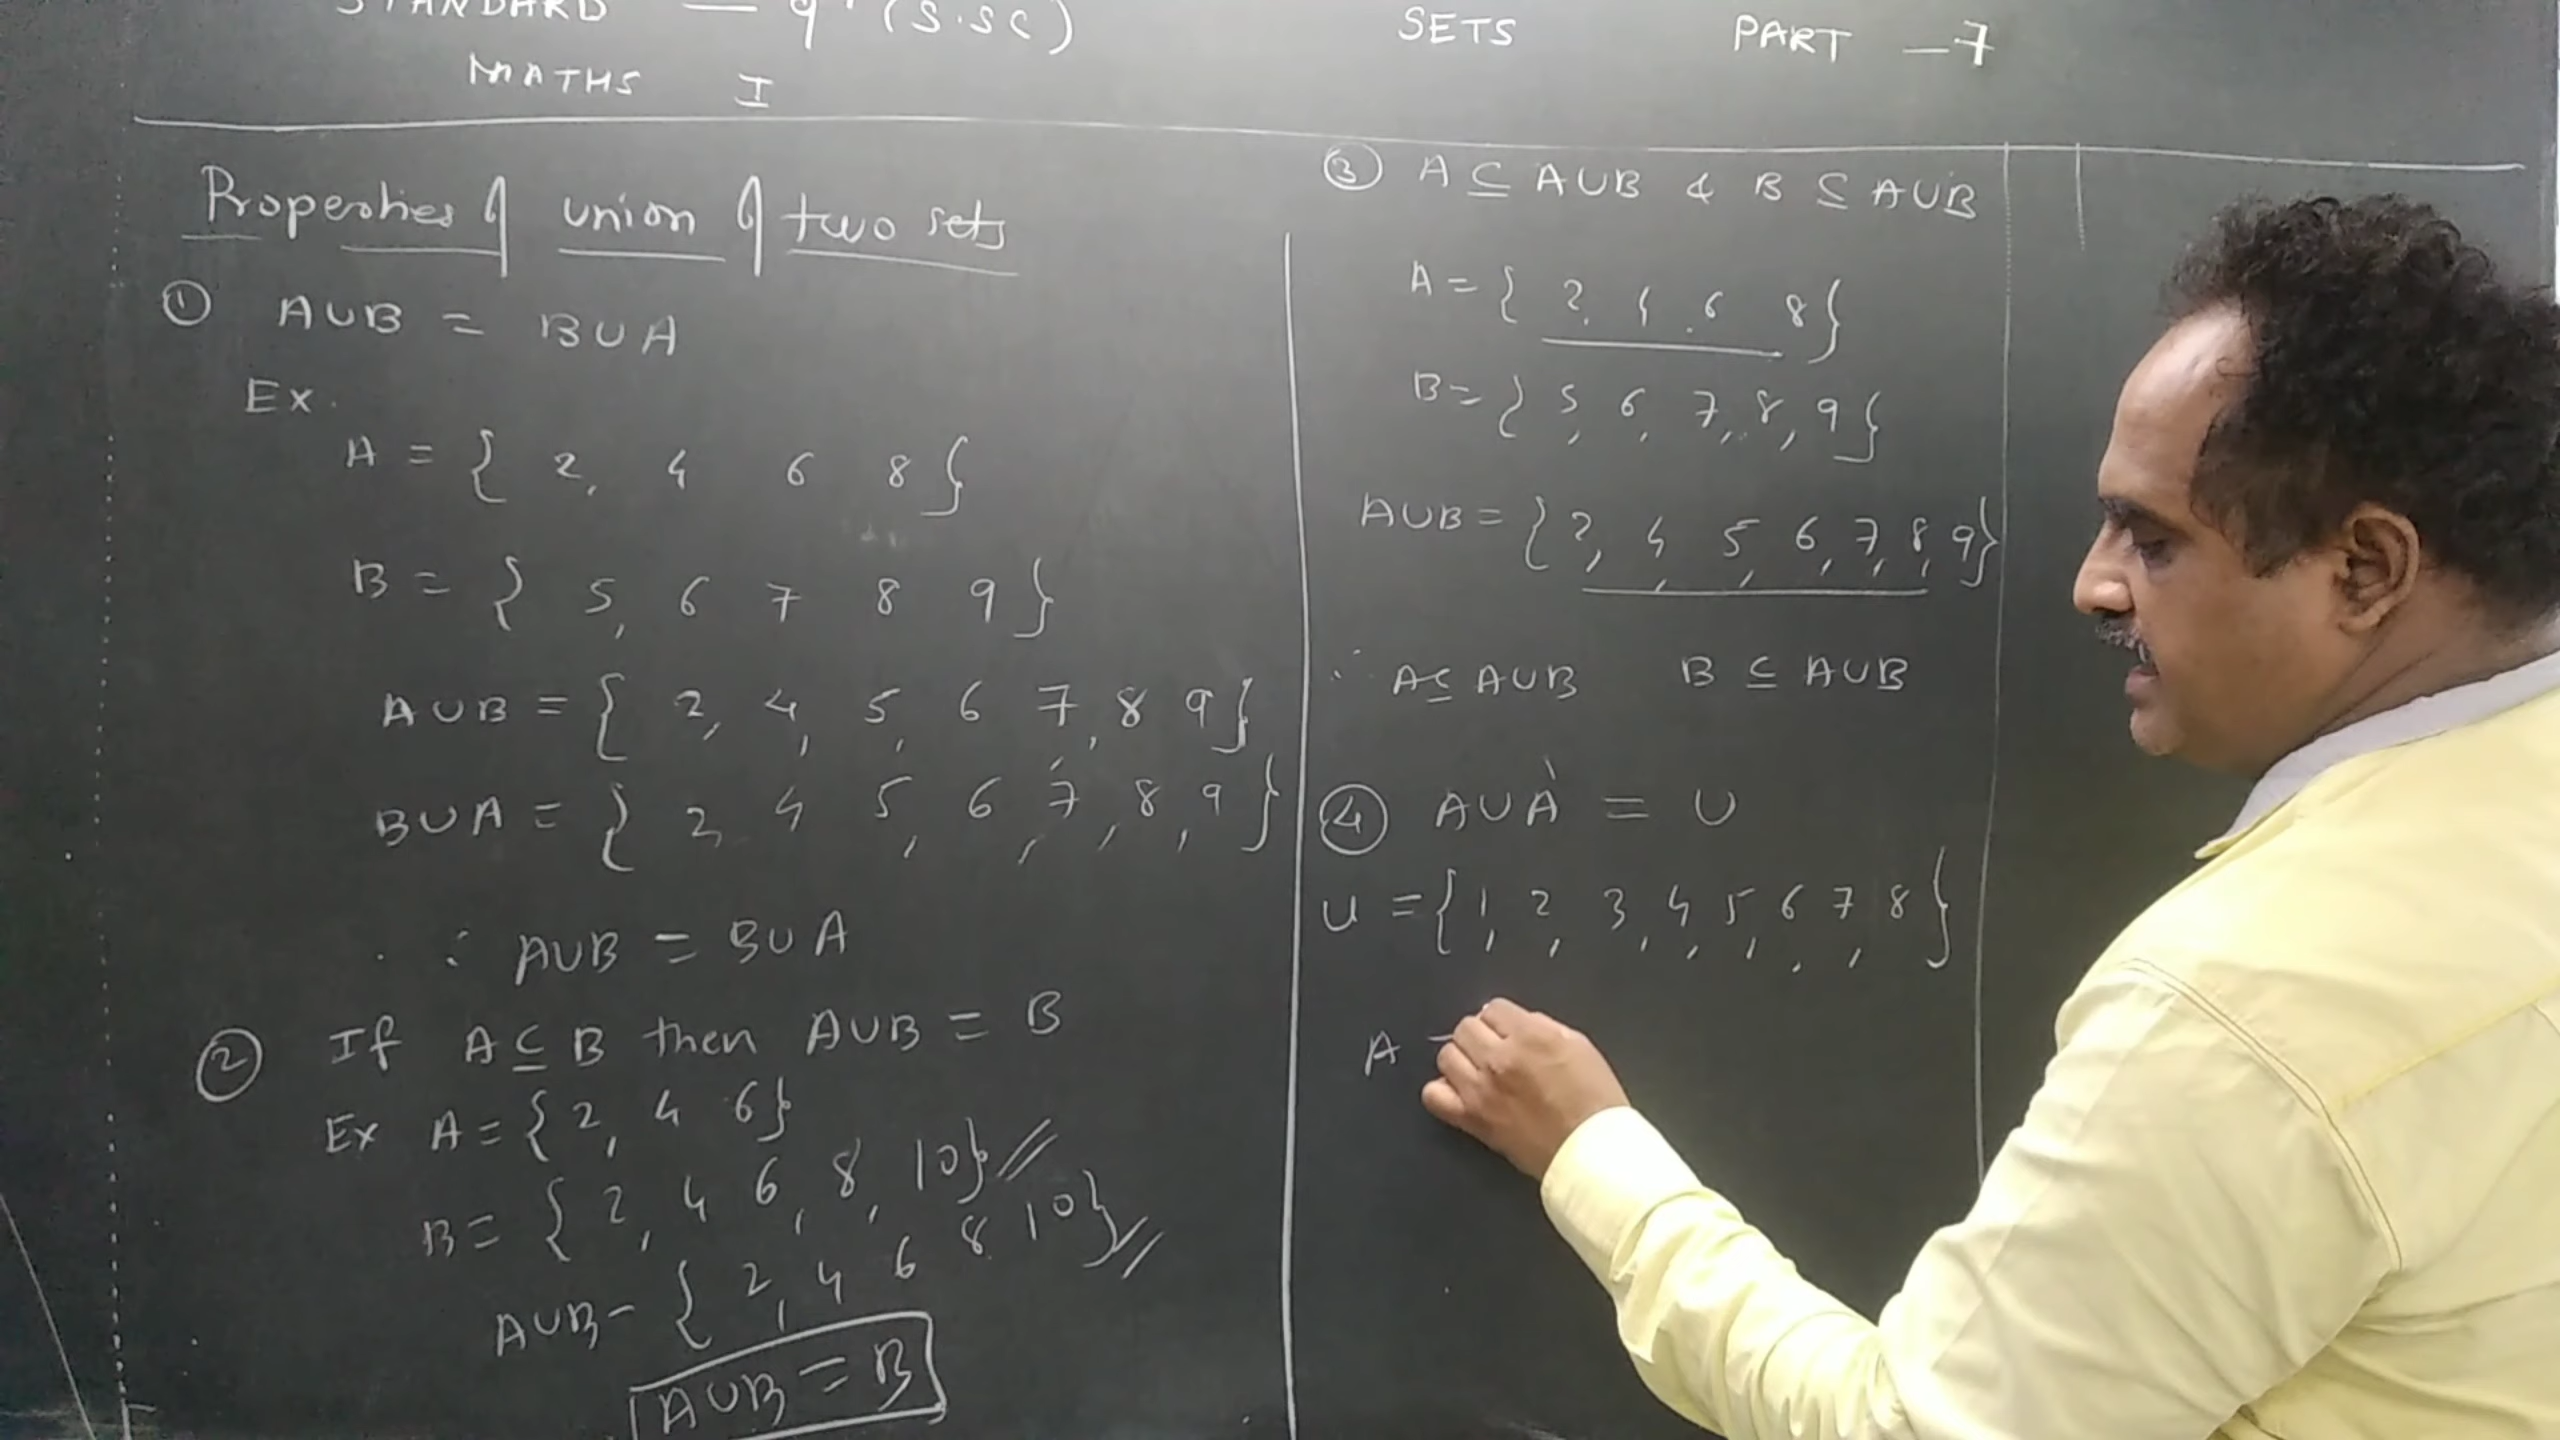 STANDARD — 9 (S.SC)
MATHS I
SETS PART - 7
Properties of union of two sets
① A∪B = B∪A
Ex.
A = { 2, 4 6 8 }
B = { 5, 6 7 8 9 }
A∪B = { 2, 4, 5, 6 7, 8 9 }
B∪A = { 2 4 5, 6, 7, 8, 9 }
∴ A∪B = B∪A
② If A ⊆ B then A∪B = B
Ex A = { 2, 4 6 }
B = { 2, 4 6, 8, 10 }
A∪B - { 2, 4 6 8 10 }
A∪B = B
③ A ⊆ A∪B & B ⊆ A∪B
A = { 2, 4 6 8 }
B = { 5, 6, 7, 8, 9 }
A∪B = { 2, 4, 5, 6, 7, 8, 9 }
∴ A ⊆ A∪B B ⊆ A∪B
④ A∪A' = U
U = { 1, 2, 3, 4, 5, 6, 7, 8 }
A =